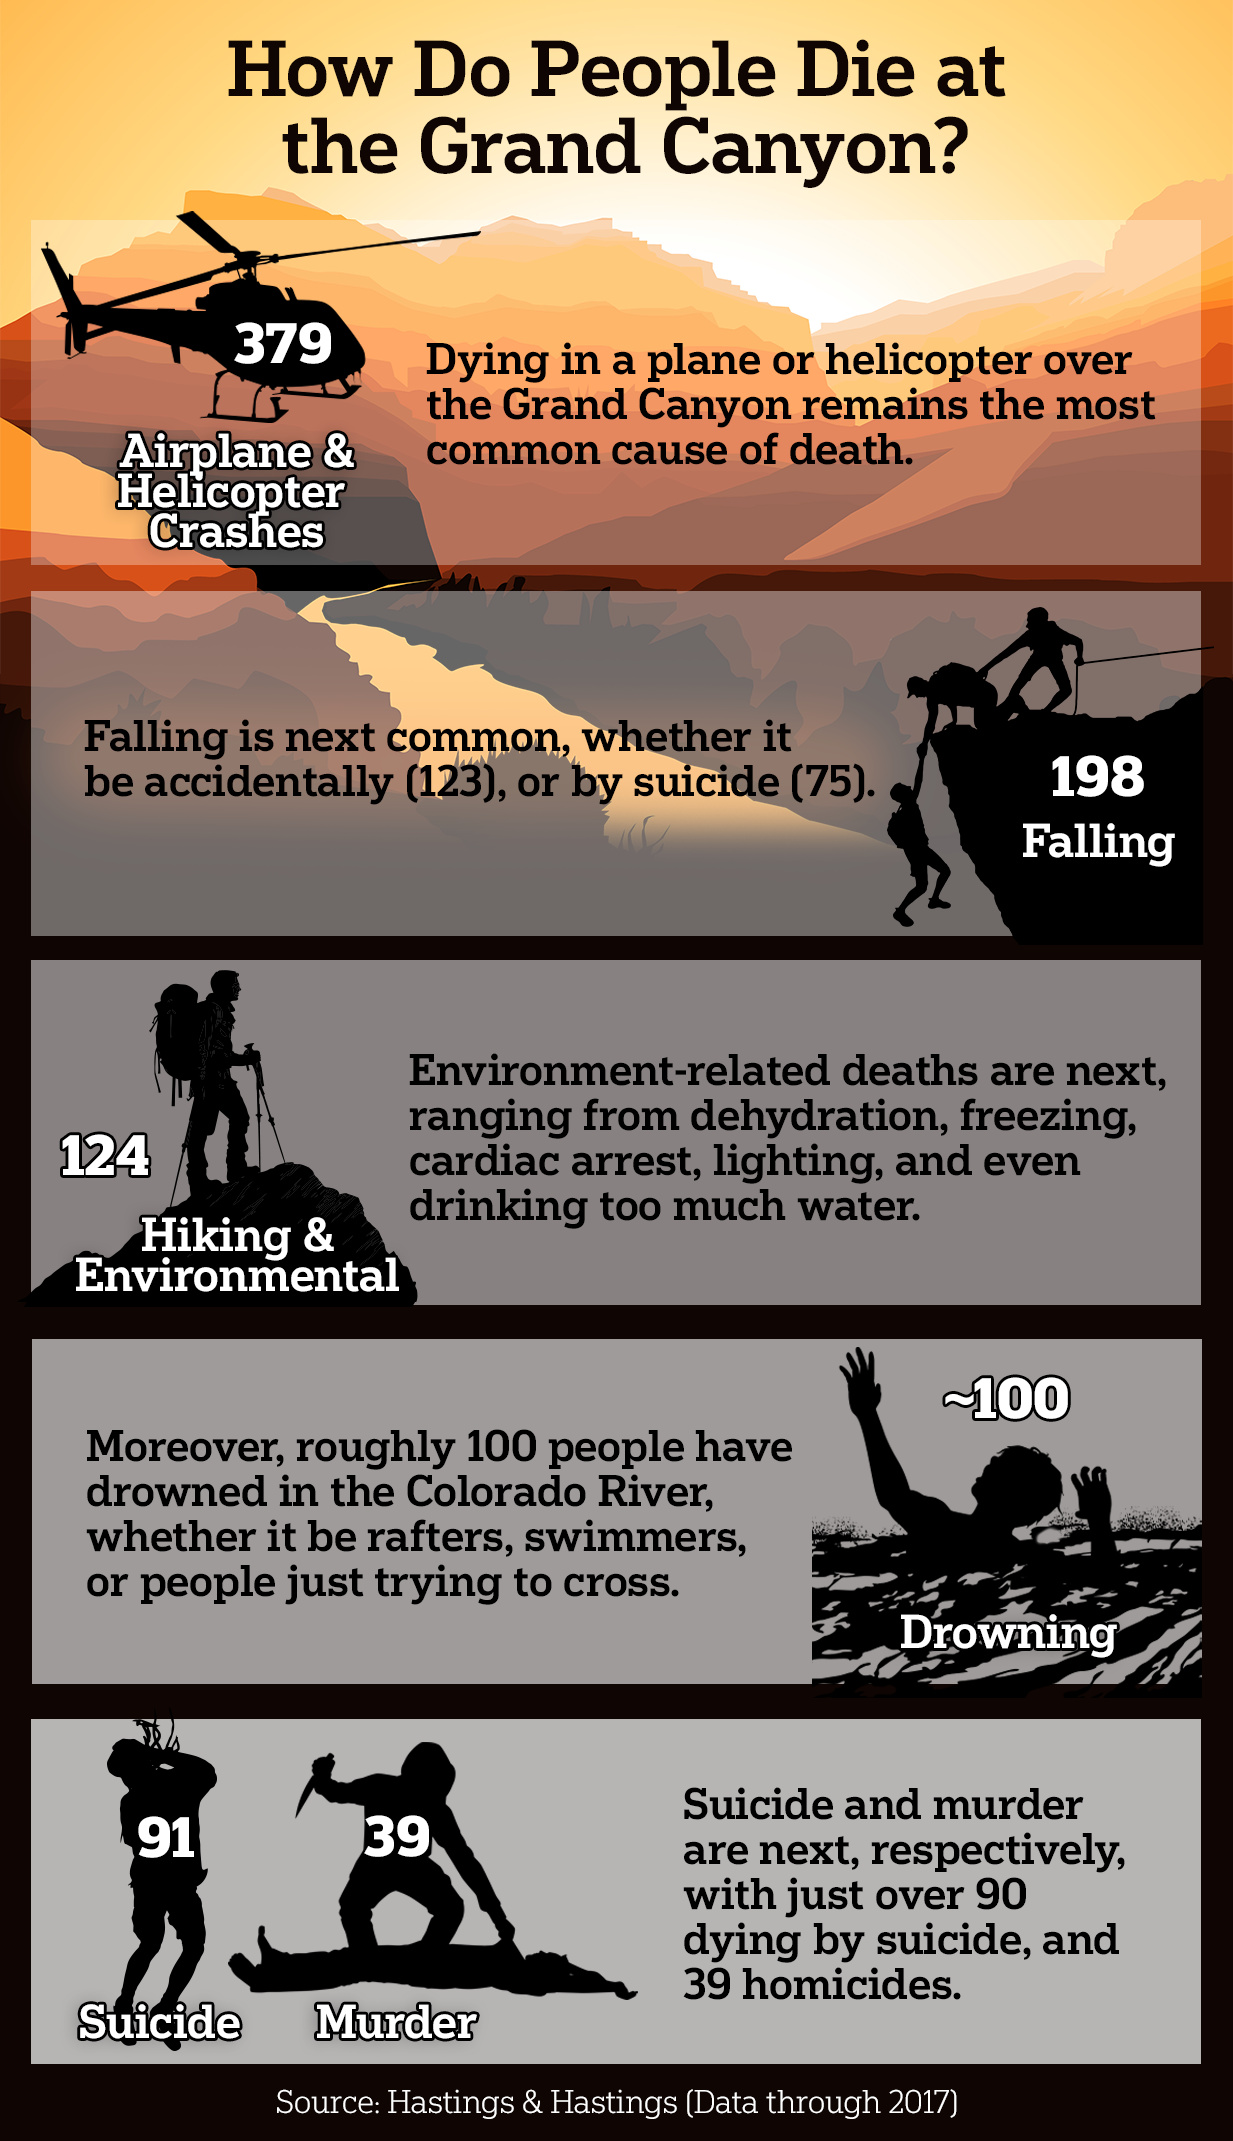 How Do People Die at
the Grand Canyon?
379
Airplane &
Helicopter
Crashes
Dying in a plane or helicopter over
the Grand Canyon remains the most
common cause of death.
Falling is next common, whether it
be accidentally (123), or by suicide (75).
198
Falling
124
Hiking &
Environmental
Environment-related deaths are next,
ranging from dehydration, freezing,
cardiac arrest, lighting, and even
drinking too much water.
Moreover, roughly 100 people have
drowned in the Colorado River,
whether it be rafters, swimmers,
or people just trying to cross.
~100
Drowning
91
Suicide
39
Murder
Suicide and murder
are next, respectively,
with just over 90
dying by suicide, and
39 homicides.
Source: Hastings & Hastings (Data through 2017)